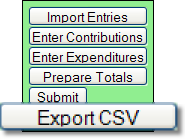 Import Entries
Enter Contributions
Enter Expenditures
Prepare Totals
Submit
Export CSV